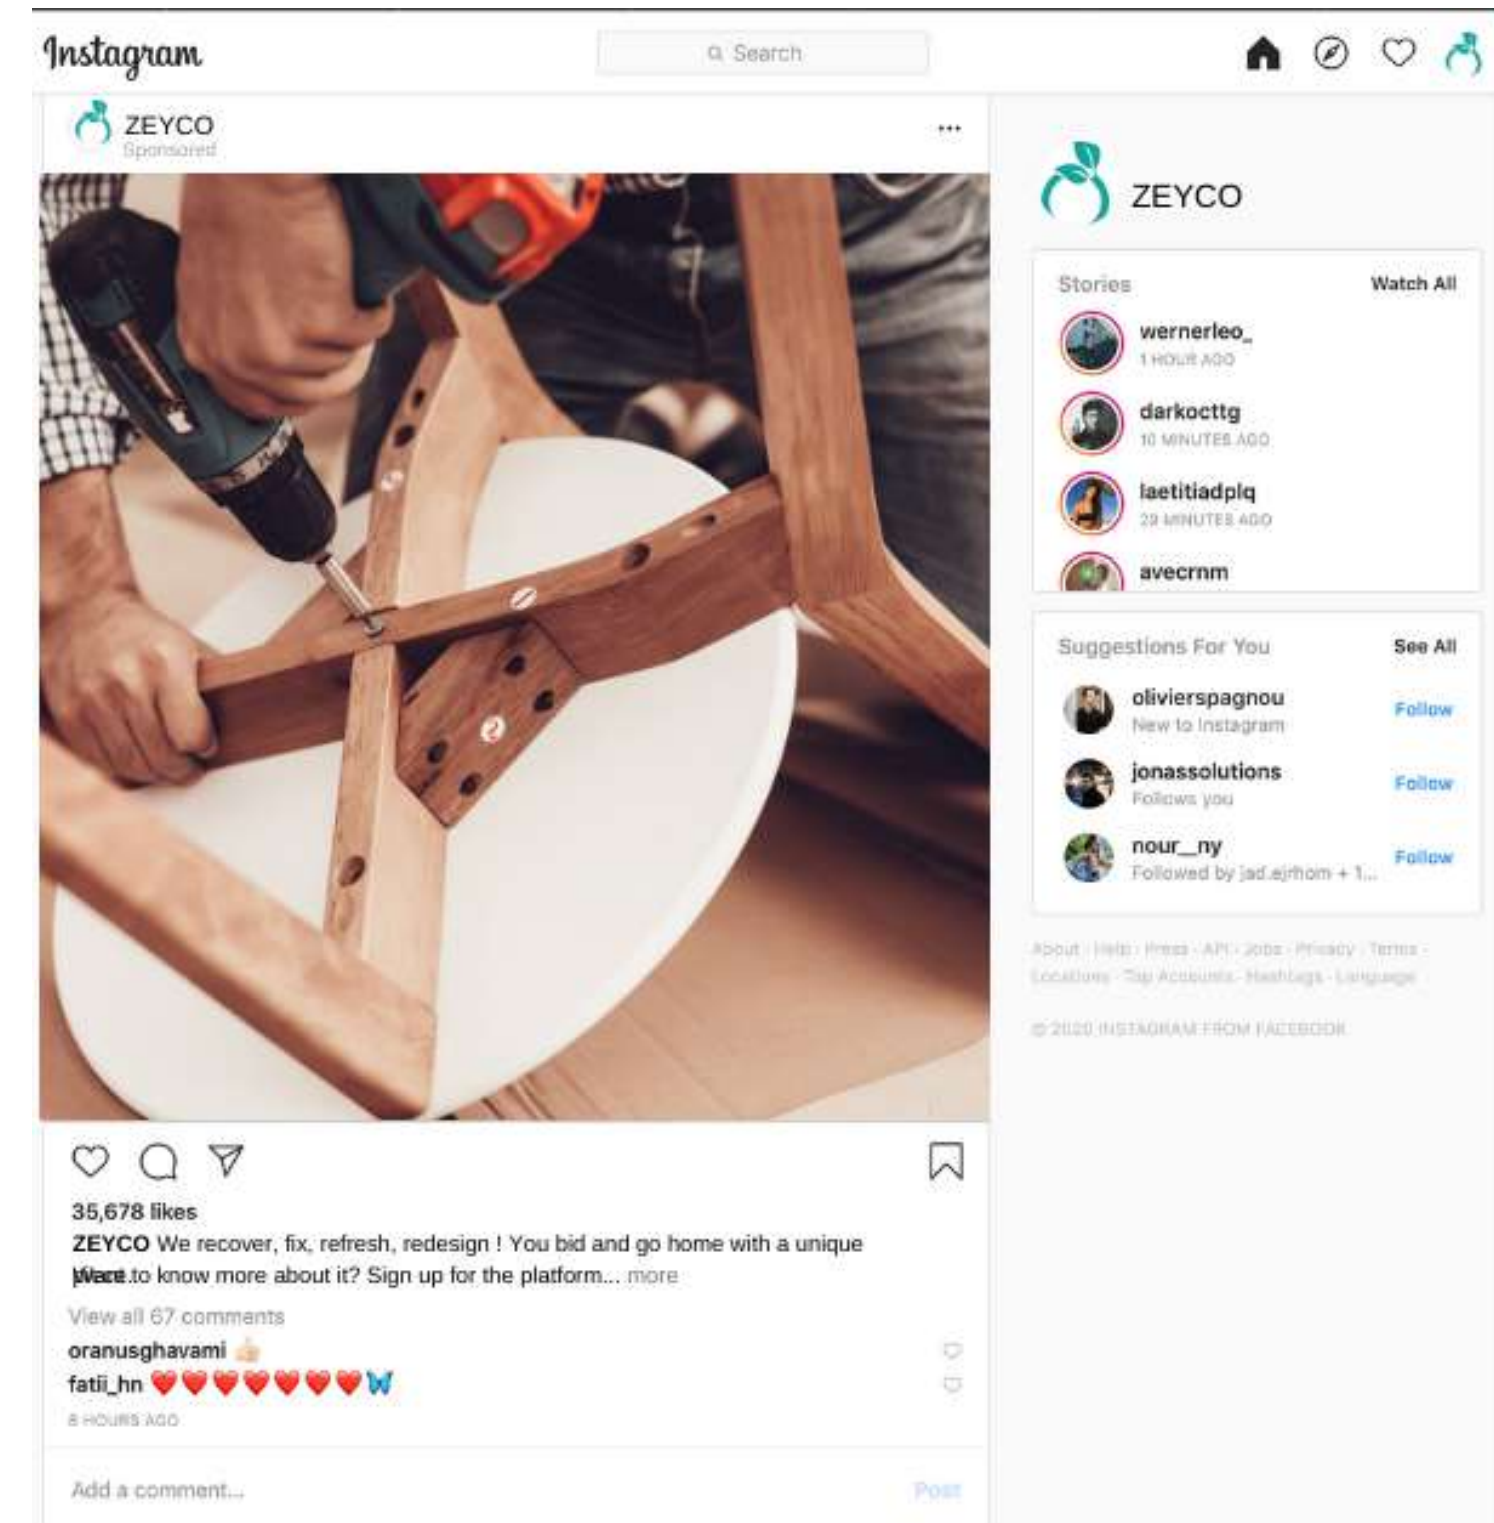 Instagram
Search
ZEYCO
Sponsored
35,678 likes
ZEYCO We recover, fix, refresh, redesign ! You bid and go home with a unique
piece.
Want to know more about it? Sign up for the platform... more
View all 67 comments
oranusghavami 👍🏻
fatii_hn ❤️❤️❤️❤️❤️❤️❤️🦋
8 HOURS AGO
Add a comment...
Post
ZEYCO
Stories
Watch All
wernerleo_
1 HOUR AGO
darkocttg
10 MINUTES AGO
laetitiadplq
29 MINUTES AGO
avecrnm
Suggestions For You
See All
olivierspagnou
New to Instagram
Follow
jonassolutions
Follows you
Follow
nour__ny
Followed by jad.ejrhom + 1...
Follow
About · Help · Press · API · Jobs · Privacy · Terms ·
Locations · Top Accounts · Hashtags · Language
© 2020 INSTAGRAM FROM FACEBOOK